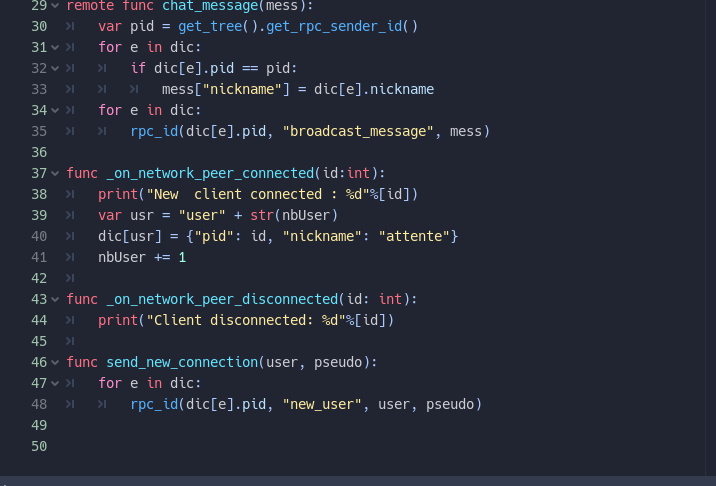 29 remote func chat_message(mess):
30 var pid = get_tree().get_rpc_sender_id()
31 for e in dic:
32 if dic[e].pid == pid:
33 mess["nickname"] = dic[e].nickname
34 for e in dic:
35 rpc_id(dic[e].pid, "broadcast_message", mess)
36
37 func _on_network_peer_connected(id:int):
38 print("New  client connected : %d"%[id])
39 var usr = "user" + str(nbUser)
40 dic[usr] = {"pid": id, "nickname": "attente"}
41 nbUser += 1
42
43 func _on_network_peer_disconnected(id: int):
44 print("Client disconnected: %d"%[id])
45
46 func send_new_connection(user, pseudo):
47 for e in dic:
48 rpc_id(dic[e].pid, "new_user", user, pseudo)
49
50